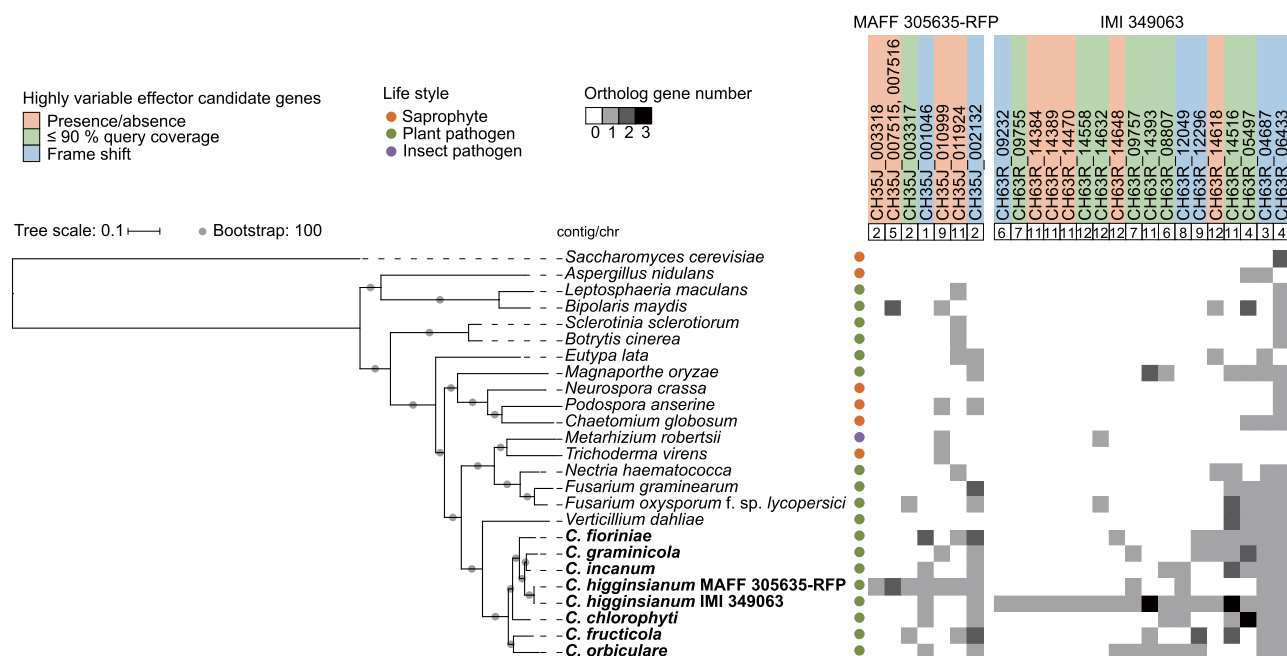 MAFF 305635-RFP IMI 349063
Highly variable effector candidate genes
Presence/absence
≤ 90 % query coverage
Frame shift
Life style
Saprophyte
Plant pathogen
Insect pathogen
Ortholog gene number
0 1 2 3
CH35J_003318
CH35J_007515, 007516
CH35J_003317
CH35J_001046
CH35J_010999
CH35J_011924
CH35J_002132
CH63R_09232
CH63R_09755
CH63R_14384
CH63R_14389
CH63R_14470
CH63R_14558
CH63R_14632
CH63R_14648
CH63R_09757
CH63R_14393
CH63R_08807
CH63R_12049
CH63R_12296
CH63R_14618
CH63R_14516
CH63R_05497
CH63R_04687
CH63R_06433
Tree scale: 0.1
Bootstrap: 100
contig/chr
2 5 2 1 9 11 2 6 7 11 11 11 12 12 12 7 11 6 8 9 12 11 4 3 4
Saccharomyces cerevisiae
Aspergillus nidulans
Leptosphaeria maculans
Bipolaris maydis
Sclerotinia sclerotiorum
Botrytis cinerea
Eutypa lata
Magnaporthe oryzae
Neurospora crassa
Podospora anserine
Chaetomium globosum
Metarhizium robertsii
Trichoderma virens
Nectria haematococca
Fusarium graminearum
Fusarium oxysporum f. sp. lycopersici
Verticillium dahliae
C. fioriniae
C. graminicola
C. incanum
C. higginsianum MAFF 305635-RFP
C. higginsianum IMI 349063
C. chlorophyti
C. fructicola
C. orbiculare